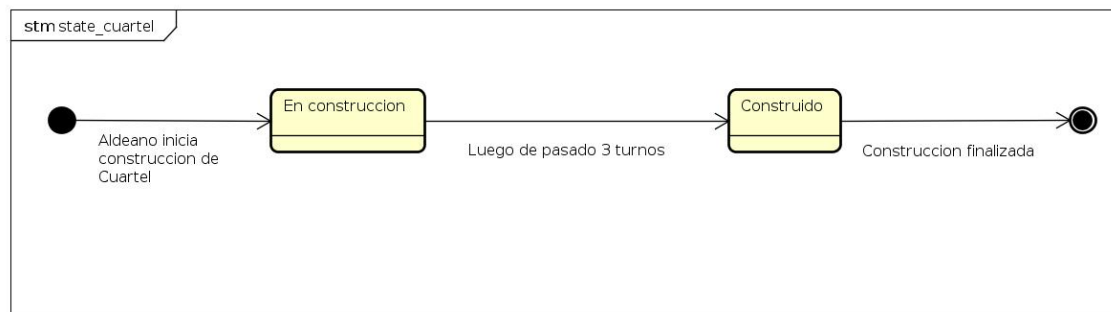 stm state_cuartel
En construccion
Construido
Aldeano inicia
construccion de
Cuartel
Luego de pasado 3 turnos
Construccion finalizada